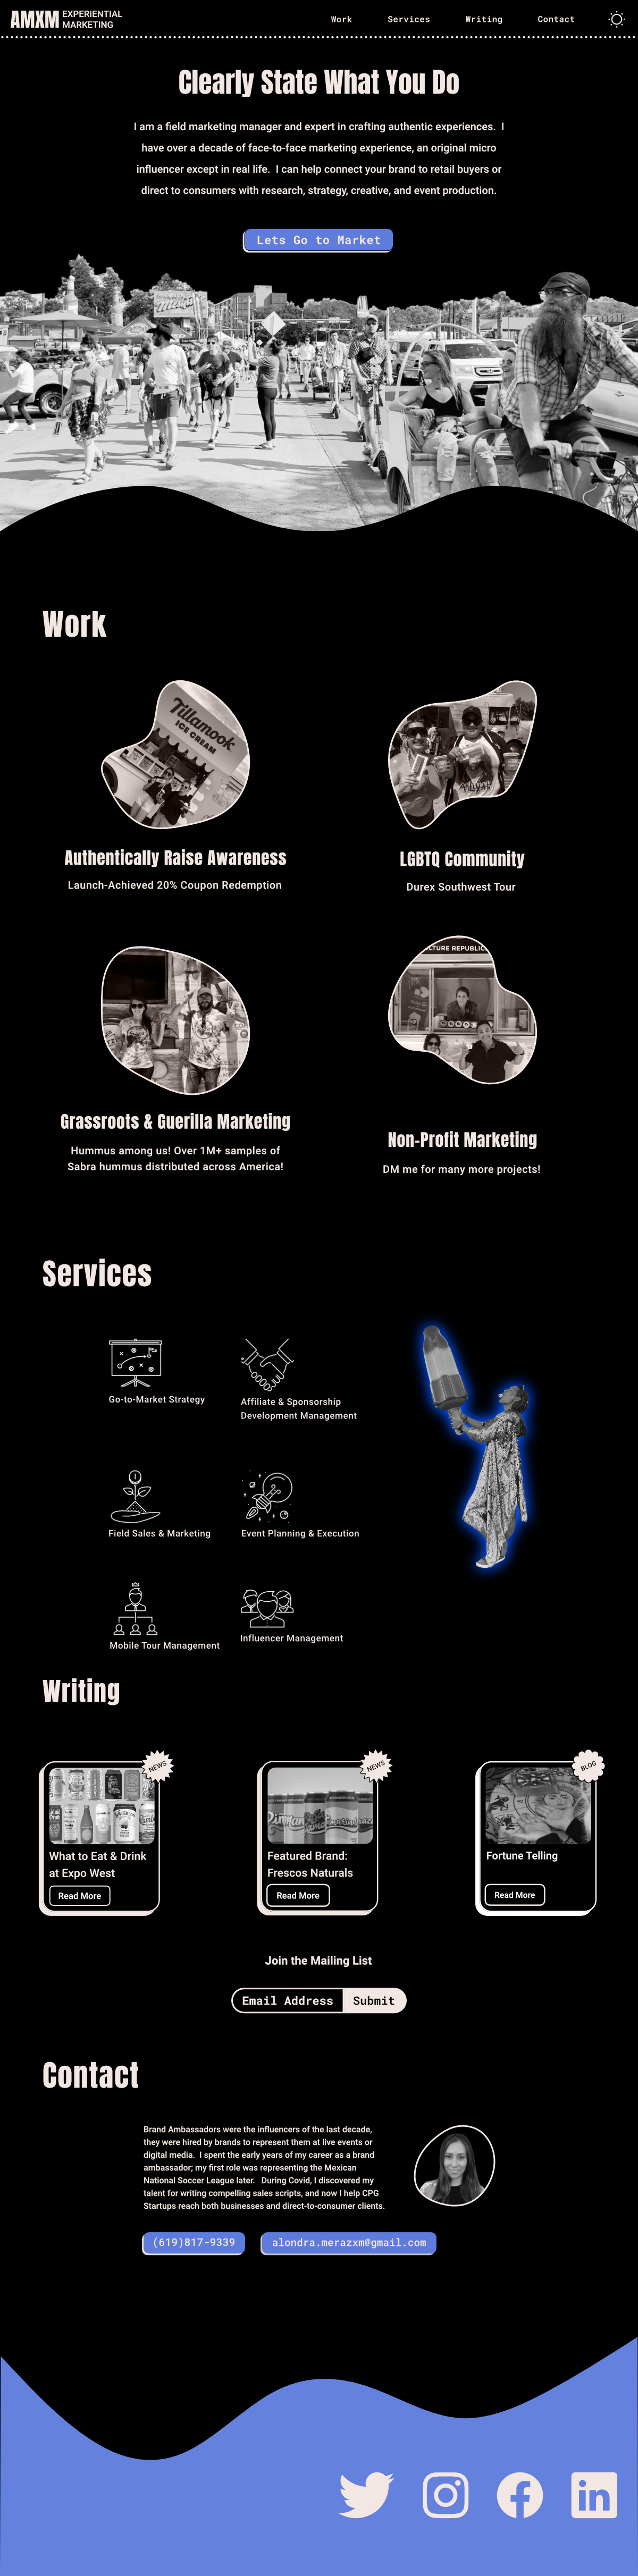 AMXM EXPERIENTIAL
MARKETING
Work Services Writing Contact
Clearly State What You Do
I am a field marketing manager and expert in crafting authentic experiences. I
have over a decade of face-to-face marketing experience, an original micro
influencer except in real life. I can help connect your brand to retail buyers or
direct to consumers with research, strategy, creative, and event production.
Lets Go to Market
Work
Tillamook
ICE CREAM
Authentically Raise Awareness
Launch-Achieved 20% Coupon Redemption
LGBTQ Community
Durex Southwest Tour
Grassroots & Guerilla Marketing
Hummus among us! Over 1M+ samples of
Sabra hummus distributed across America!
LTURE REPUBLIC
Non-Profit Marketing
DM me for many more projects!
Services
Go-to-Market Strategy
Affiliate & Sponsorship
Development Management
Field Sales & Marketing
Event Planning & Execution
Mobile Tour Management
Influencer Management
Writing
NEWS
What to Eat & Drink
at Expo West
Read More
NEWS
Featured Brand:
Frescos Naturals
Read More
BLOG
Fortune Telling
Read More
Join the Mailing List
Email Address Submit
Contact
Brand Ambassadors were the influencers of the last decade,
they were hired by brands to represent them at live events or
digital media. I spent the early years of my career as a brand
ambassador; my first role was representing the Mexican
National Soccer League later. During Covid, I discovered my
talent for writing compelling sales scripts, and now I help CPG
Startups reach both businesses and direct-to-consumer clients.
(619)817-9339
alondra.merazxm@gmail.com
in